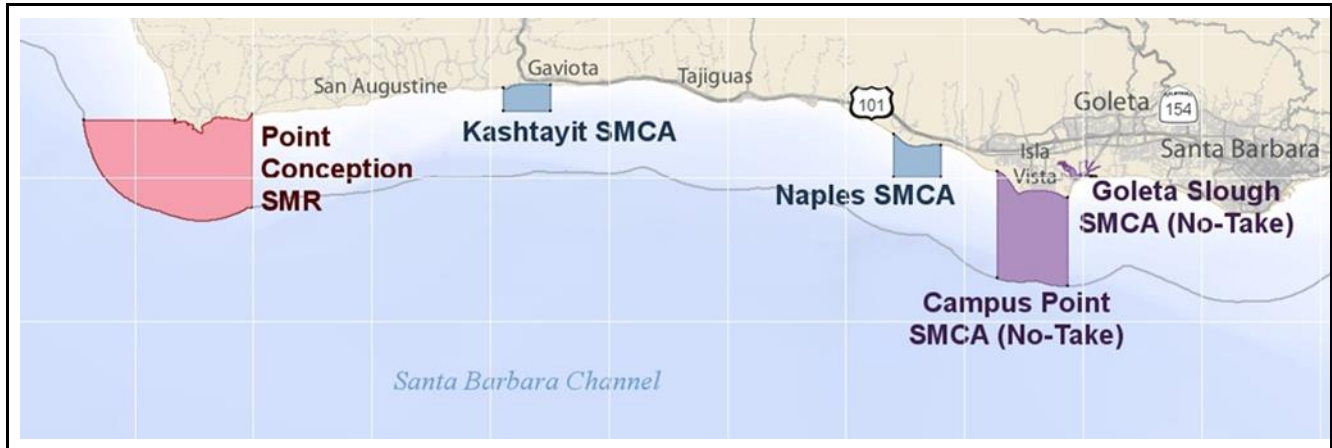 San Augustine
Gaviota
Tajiguas
101
Goleta
CALIFORNIA
154
Point
Conception
SMR
Kashtayit SMCA
Isla
Vista
Santa Barbara
Naples SMCA
Goleta Slough
SMCA (No-Take)
Campus Point
SMCA (No-Take)
Santa Barbara Channel